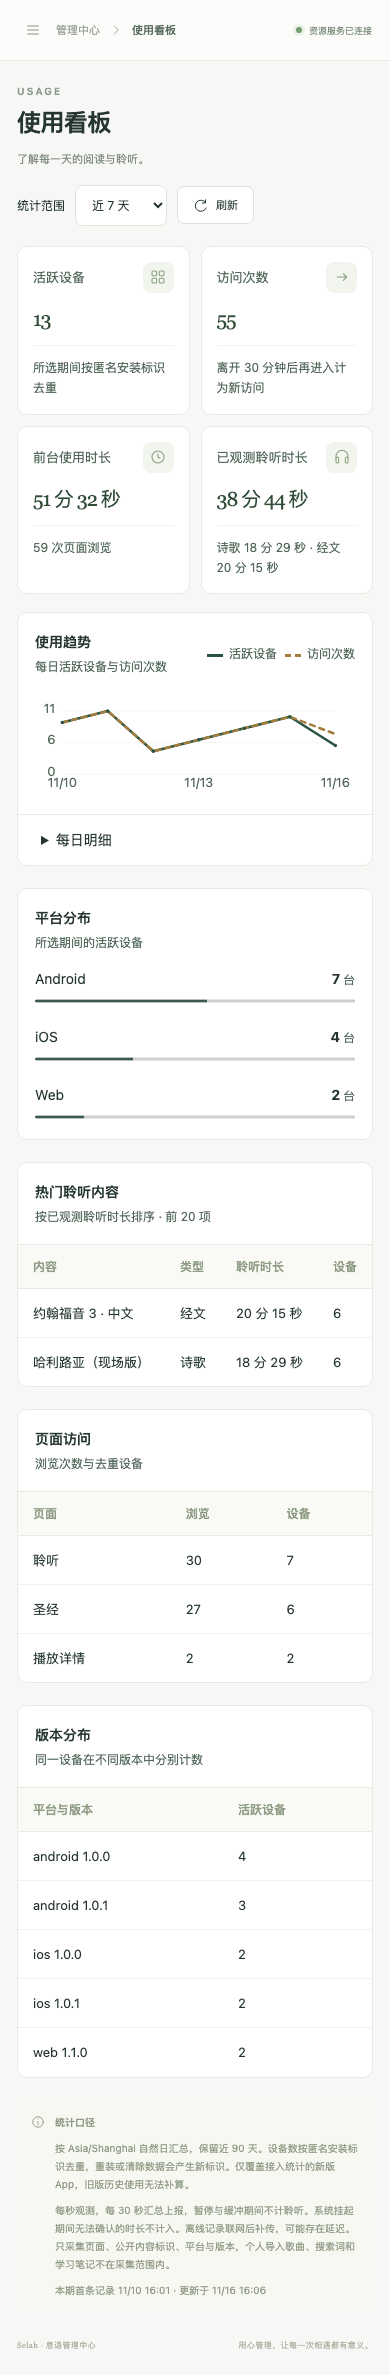 管理中心 使用看板 资源服务已连接
USAGE
使用看板
了解每一天的阅读与聆听。
统计范围 近 7 天 刷新
活跃设备
13
所选期间按匿名安装标识
去重
访问次数
55
离开 30 分钟后再进入计
为新访问
前台使用时长
51 分 32 秒
59 次页面浏览
已观测聆听时长
38 分 44 秒
诗歌 18 分 29 秒 · 经文
20 分 15 秒
使用趋势
每日活跃设备与访问次数
活跃设备 访问次数
11
6
0
11/10 11/13 11/16
▶ 每日明细
平台分布
所选期间的活跃设备
Android 7 台
iOS 4 台
Web 2 台
热门聆听内容
按已观测聆听时长排序 · 前 20 项
内容 类型 聆听时长 设备
约翰福音 3 · 中文 经文 20 分 15 秒 6
哈利路亚（现场版） 诗歌 18 分 29 秒 6
页面访问
浏览次数与去重设备
页面 浏览 设备
聆听 30 7
圣经 27 6
播放详情 2 2
版本分布
同一设备在不同版本中分别计数
平台与版本 活跃设备
android 1.0.0 4
android 1.0.1 3
ios 1.0.0 2
ios 1.0.1 2
web 1.1.0 2
统计口径
按 Asia/Shanghai 自然日汇总，保留近 90 天。设备数按匿名安装标
识去重，重装或清除数据会产生新标识。仅覆盖接入统计的新版
App，旧版历史使用无法补算。
每秒观测，每 30 秒汇总上报，暂停与缓冲期间不计聆听。系统挂起
期间无法确认的时长不计入。离线记录联网后补传，可能存在延迟。
只采集页面、公开内容标识、平台与版本，个人导入歌曲、搜索词和
学习笔记不在采集范围内。
本期首条记录 11/10 16:01 · 更新于 11/16 16:06
Selah · 息语管理中心 用心管理，让每一次相遇都有意义。